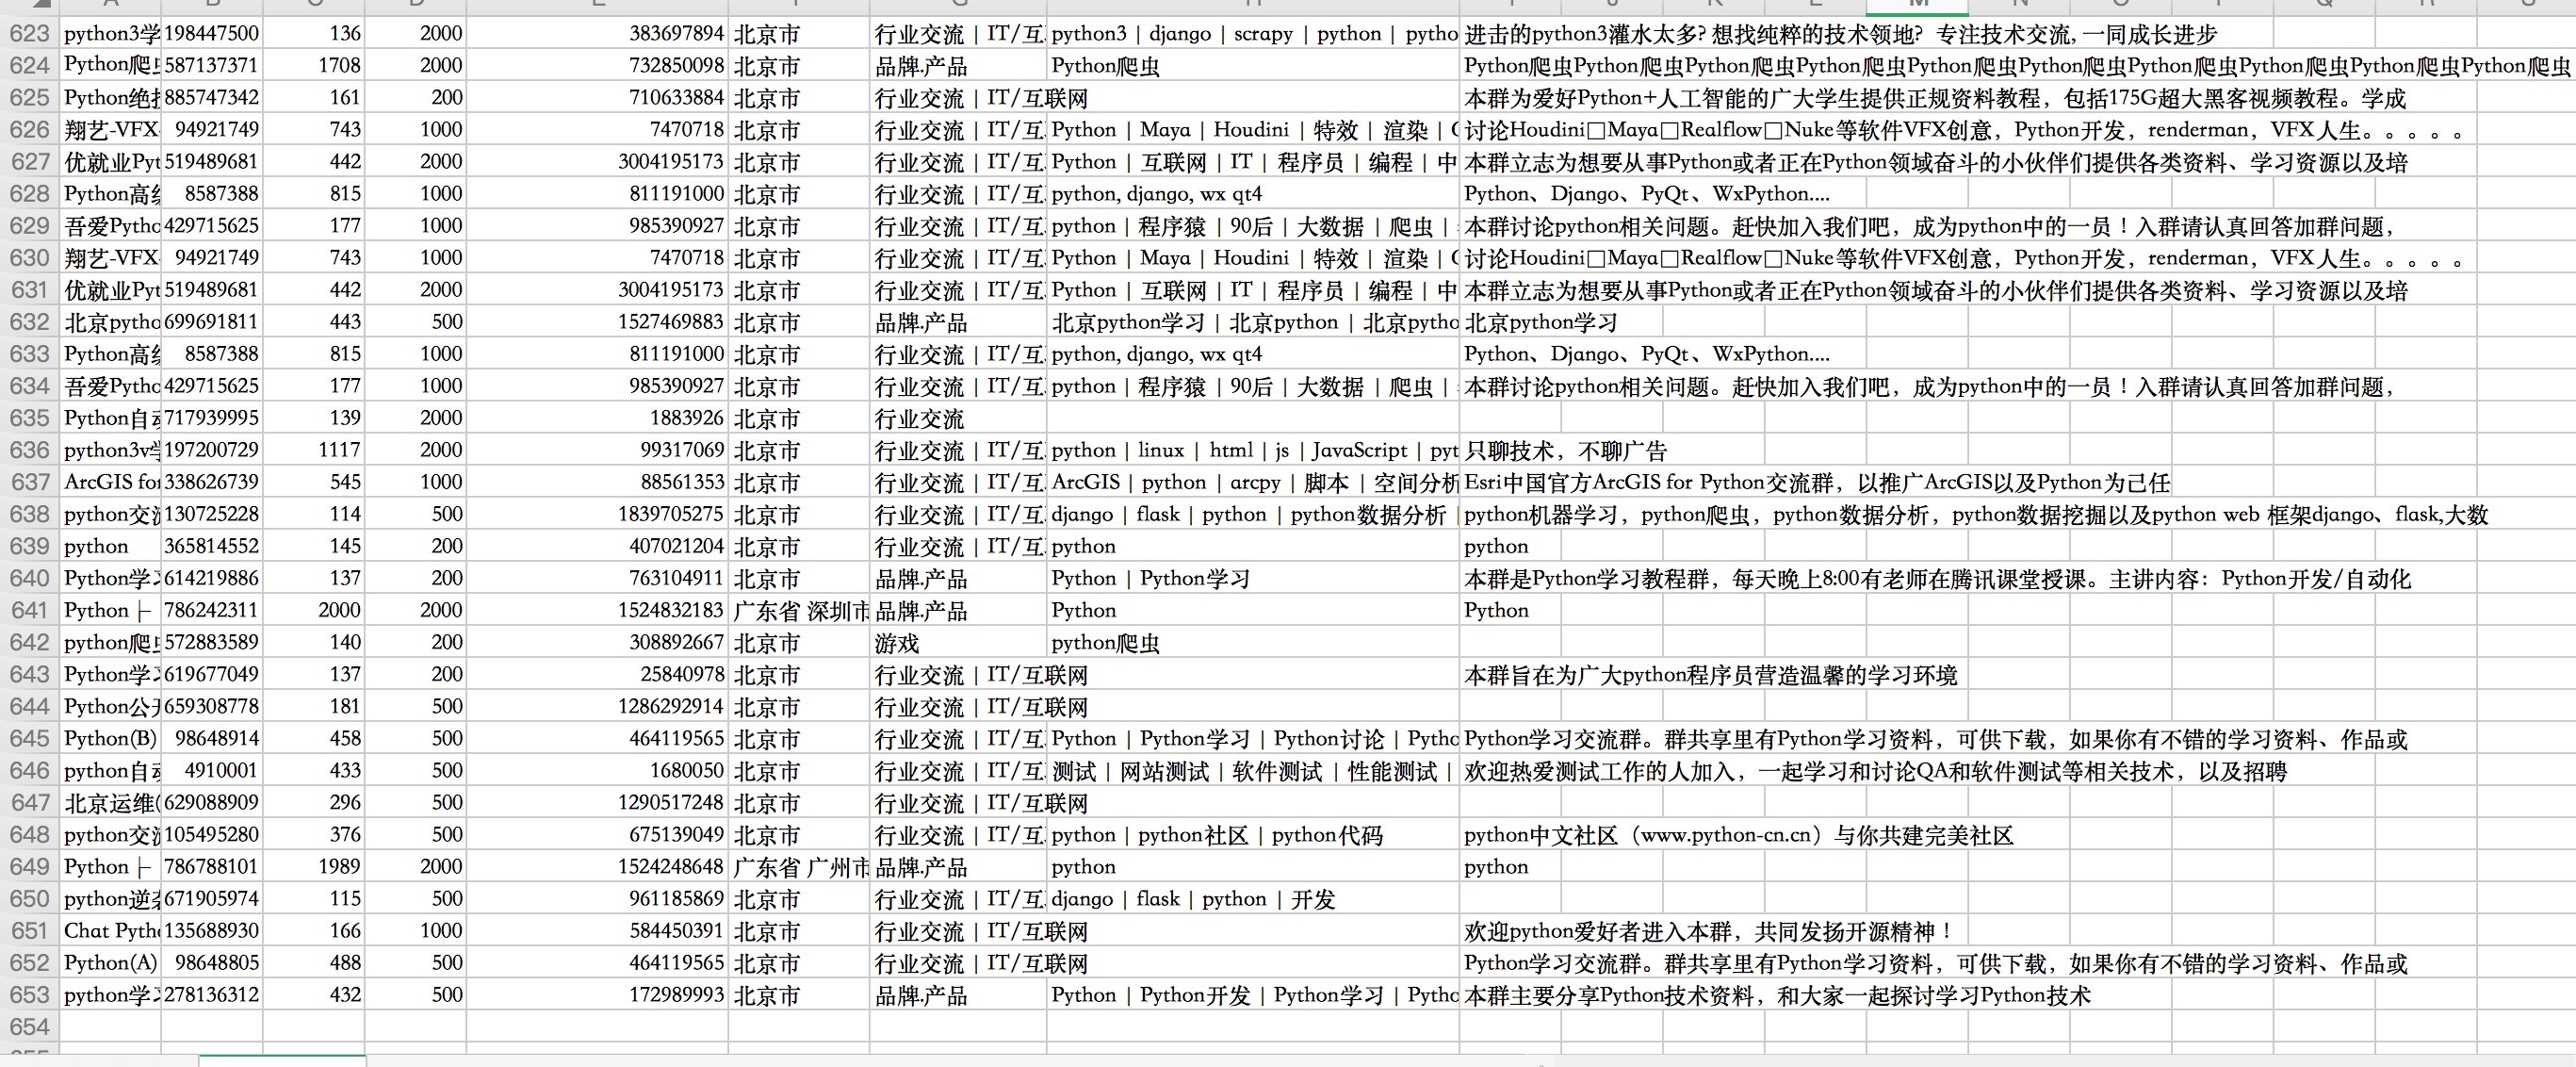 623 python3学 198447500 136 2000 383697894 北京市 行业交流 | IT/互 python3 | django | scrapy | python | pytho 进击的python3灌水太多? 想找纯粹的技术领地? 专注技术交流, 一同成长进步
624 Python爬 587137371 1708 2000 732850098 北京市 品牌.产品 Python爬虫 Python爬虫Python爬虫Python爬虫Python爬虫Python爬虫Python爬虫Python爬虫Python爬虫Python爬虫Python爬虫
625 Python绝 885747342 161 200 710633884 北京市 行业交流 | IT/互联网 本群为爱好Python+人工智能的广大学生提供正规资料教程，包括175G超大黑客视频教程。学成
626 翔艺-VFX 94921749 743 1000 7470718 北京市 行业交流 | IT/互 Python | Maya | Houdini | 特效 | 渲染 | 讨论Houdini□Maya□Realflow□Nuke等软件VFX创意，Python开发，renderman，VFX人生。。。。。
627 优就业Pyt 519489681 442 2000 3004195173 北京市 行业交流 | IT/互 Python | 互联网 | IT | 程序员 | 编程 | 中 本群立志为想要从事Python或者正在Python领域奋斗的小伙伴们提供各类资料、学习资源以及培
628 Python高 8587388 815 1000 811191000 北京市 行业交流 | IT/互 python, django, wx qt4 Python、Django、PyQt、WxPython....
629 吾爱Pytho 429715625 177 1000 985390927 北京市 行业交流 | IT/互 python | 程序猿 | 90后 | 大数据 | 爬虫 | 本群讨论python相关问题。赶快加入我们吧，成为python中的一员！入群请认真回答加群问题，
630 翔艺-VFX 94921749 743 1000 7470718 北京市 行业交流 | IT/互 Python | Maya | Houdini | 特效 | 渲染 | 讨论Houdini□Maya□Realflow□Nuke等软件VFX创意，Python开发，renderman，VFX人生。。。。。
631 优就业Pyt 519489681 442 2000 3004195173 北京市 行业交流 | IT/互 Python | 互联网 | IT | 程序员 | 编程 | 中 本群立志为想要从事Python或者正在Python领域奋斗的小伙伴们提供各类资料、学习资源以及培
632 北京pytho 699691811 443 500 1527469883 北京市 品牌.产品 北京python学习 | 北京python | 北京pytho 北京python学习
633 Python高 8587388 815 1000 811191000 北京市 行业交流 | IT/互 python, django, wx qt4 Python、Django、PyQt、WxPython....
634 吾爱Pytho 429715625 177 1000 985390927 北京市 行业交流 | IT/互 python | 程序猿 | 90后 | 大数据 | 爬虫 | 本群讨论python相关问题。赶快加入我们吧，成为python中的一员！入群请认真回答加群问题，
635 Python自 717939995 139 2000 1883926 北京市 行业交流
636 python3v 197200729 1117 2000 99317069 北京市 行业交流 | IT/互 python | linux | html | js | JavaScript | pyt 只聊技术，不聊广告
637 ArcGIS for 338626739 545 1000 88561353 北京市 行业交流 | IT/互 ArcGIS | python | arcpy | 脚本 | 空间分析 Esri中国官方ArcGIS for Python交流群，以推广ArcGIS以及Python为己任
638 python交 130725228 114 500 1839705275 北京市 行业交流 | IT/互 django | flask | python | python数据分析 | python机器学习，python爬虫，python数据分析，python数据挖掘以及python web 框架django、flask,大数
639 python 365814552 145 200 407021204 北京市 行业交流 | IT/互 python python
640 Python学 614219886 137 200 763104911 北京市 品牌.产品 Python | Python学习 本群是Python学习教程群，每天晚上8:00有老师在腾讯课堂授课。主讲内容：Python开发/自动化
641 Python ├ 786242311 2000 2000 1524832183 广东省 深圳市 品牌.产品 Python Python
642 python爬 572883589 140 200 308892667 北京市 游戏 python爬虫
643 Python学 619677049 137 200 25840978 北京市 行业交流 | IT/互联网 本群旨在为广大python程序员营造温馨的学习环境
644 Python公 659308778 181 500 1286292914 北京市 行业交流 | IT/互联网
645 Python(B) 98648914 458 500 464119565 北京市 行业交流 | IT/互 Python | Python学习 | Python讨论 | Pytho Python学习交流群。群共享里有Python学习资料，可供下载，如果你有不错的学习资料、作品或
646 python自 4910001 433 500 1680050 北京市 行业交流 | IT/互 测试 | 网站测试 | 软件测试 | 性能测试 | 欢迎热爱测试工作的人加入，一起学习和讨论QA和软件测试等相关技术，以及招聘
647 北京运维( 629088909 296 500 1290517248 北京市 行业交流 | IT/互联网
648 python交 105495280 376 500 675139049 北京市 行业交流 | IT/互 python | python社区 | python代码 python中文社区（www.python-cn.cn）与你共建完美社区
649 Python ├ 786788101 1989 2000 1524248648 广东省 广州市 品牌.产品 python python
650 python逆 671905974 115 500 961185869 北京市 行业交流 | IT/互 django | flask | python | 开发
651 Chat Pyth 135688930 166 1000 584450391 北京市 行业交流 | IT/互联网 欢迎python爱好者进入本群，共同发扬开源精神！
652 Python(A) 98648805 488 500 464119565 北京市 行业交流 | IT/互联网 Python学习交流群。群共享里有Python学习资料，可供下载，如果你有不错的学习资料、作品或
653 python学 278136312 432 500 172989993 北京市 品牌.产品 Python | Python开发 | Python学习 | Pytho 本群主要分享Python技术资料，和大家一起探讨学习Python技术
654